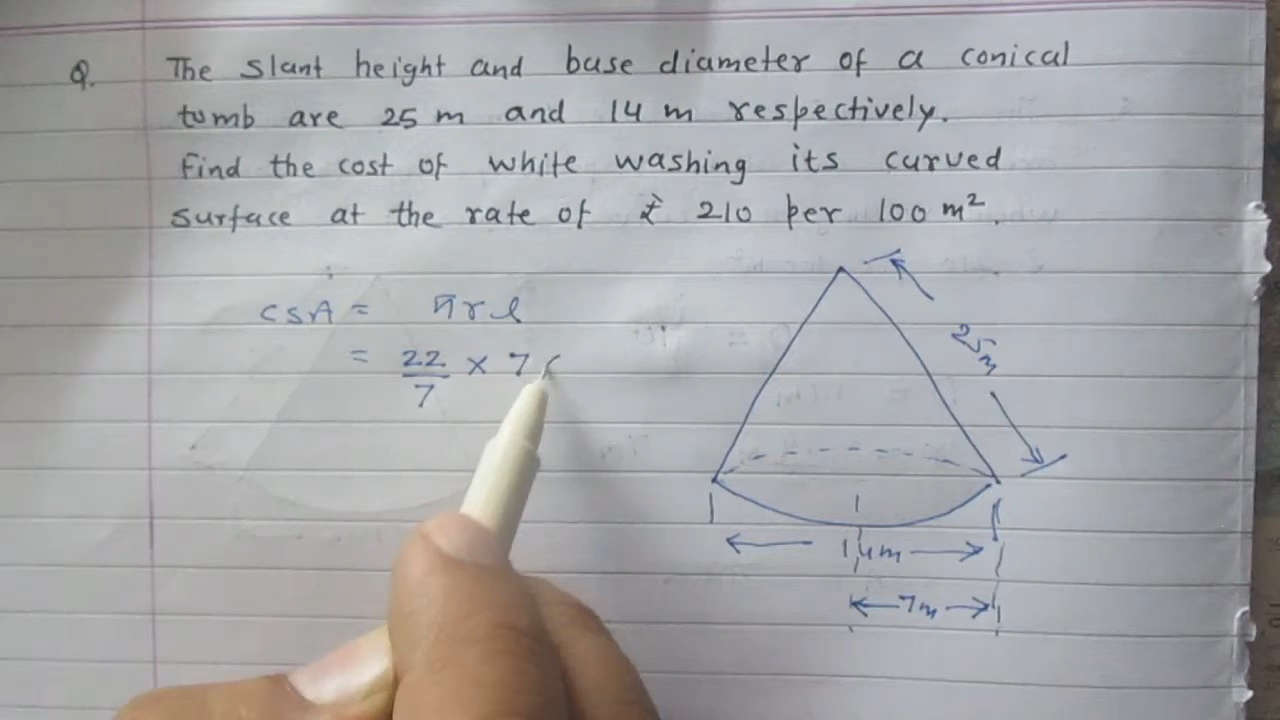 Q. The slant height and base diameter of a conical
tomb are 25 m and 14 m respectively.
Find the cost of white washing its curved
surface at the rate of ₹ 210 per 100 m².
CSA = πrl
= 22/7 × 7
25m
14m
7m